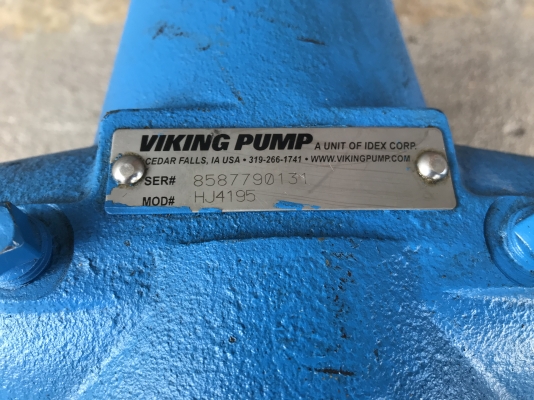 VIKING PUMP A UNIT OF IDEX CORP.
CEDAR FALLS, IA USA • 319-266-1741 • WWW.VIKINGPUMP.COM
SER# 8587790131
MOD# HJ4195